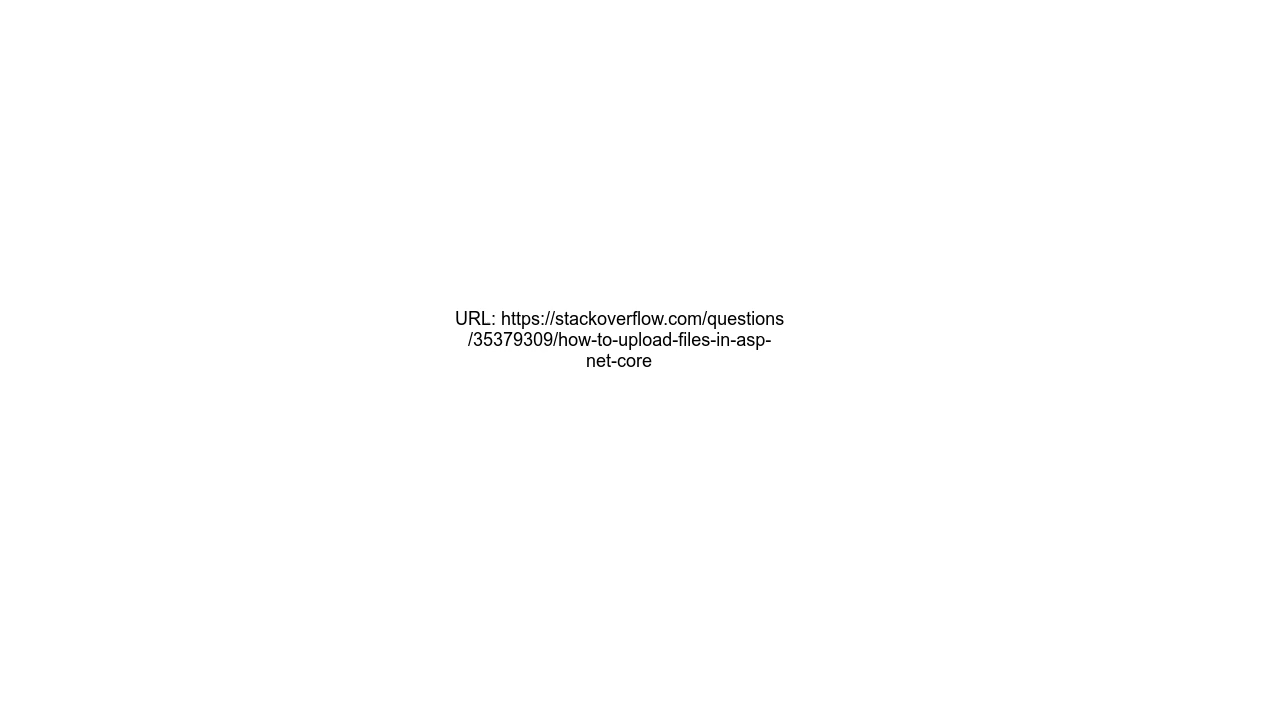 URL: https://stackoverflow.com/questions
/35379309/how-to-upload-files-in-asp-
net-core